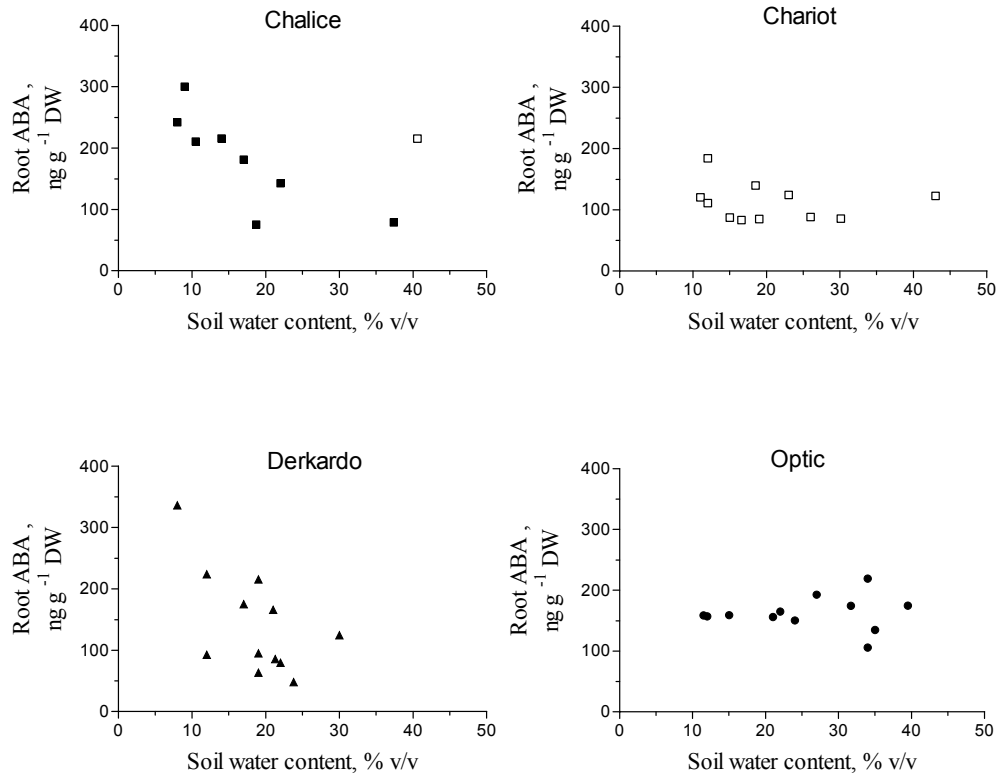 Chalice
400
300
200
100
0
Root ABA ,
ng g -1 DW
0 10 20 30 40 50
Soil water content, % v/v
Chariot
400
300
200
100
0
Root ABA ,
ng g -1 DW
0 10 20 30 40 50
Soil water content, % v/v
Derkardo
400
300
200
100
0
Root ABA ,
ng g -1 DW
0 10 20 30 40 50
Soil water content, % v/v
Optic
400
300
200
100
0
Root ABA ,
ng g -1 DW
0 10 20 30 40 50
Soil water content, % v/v